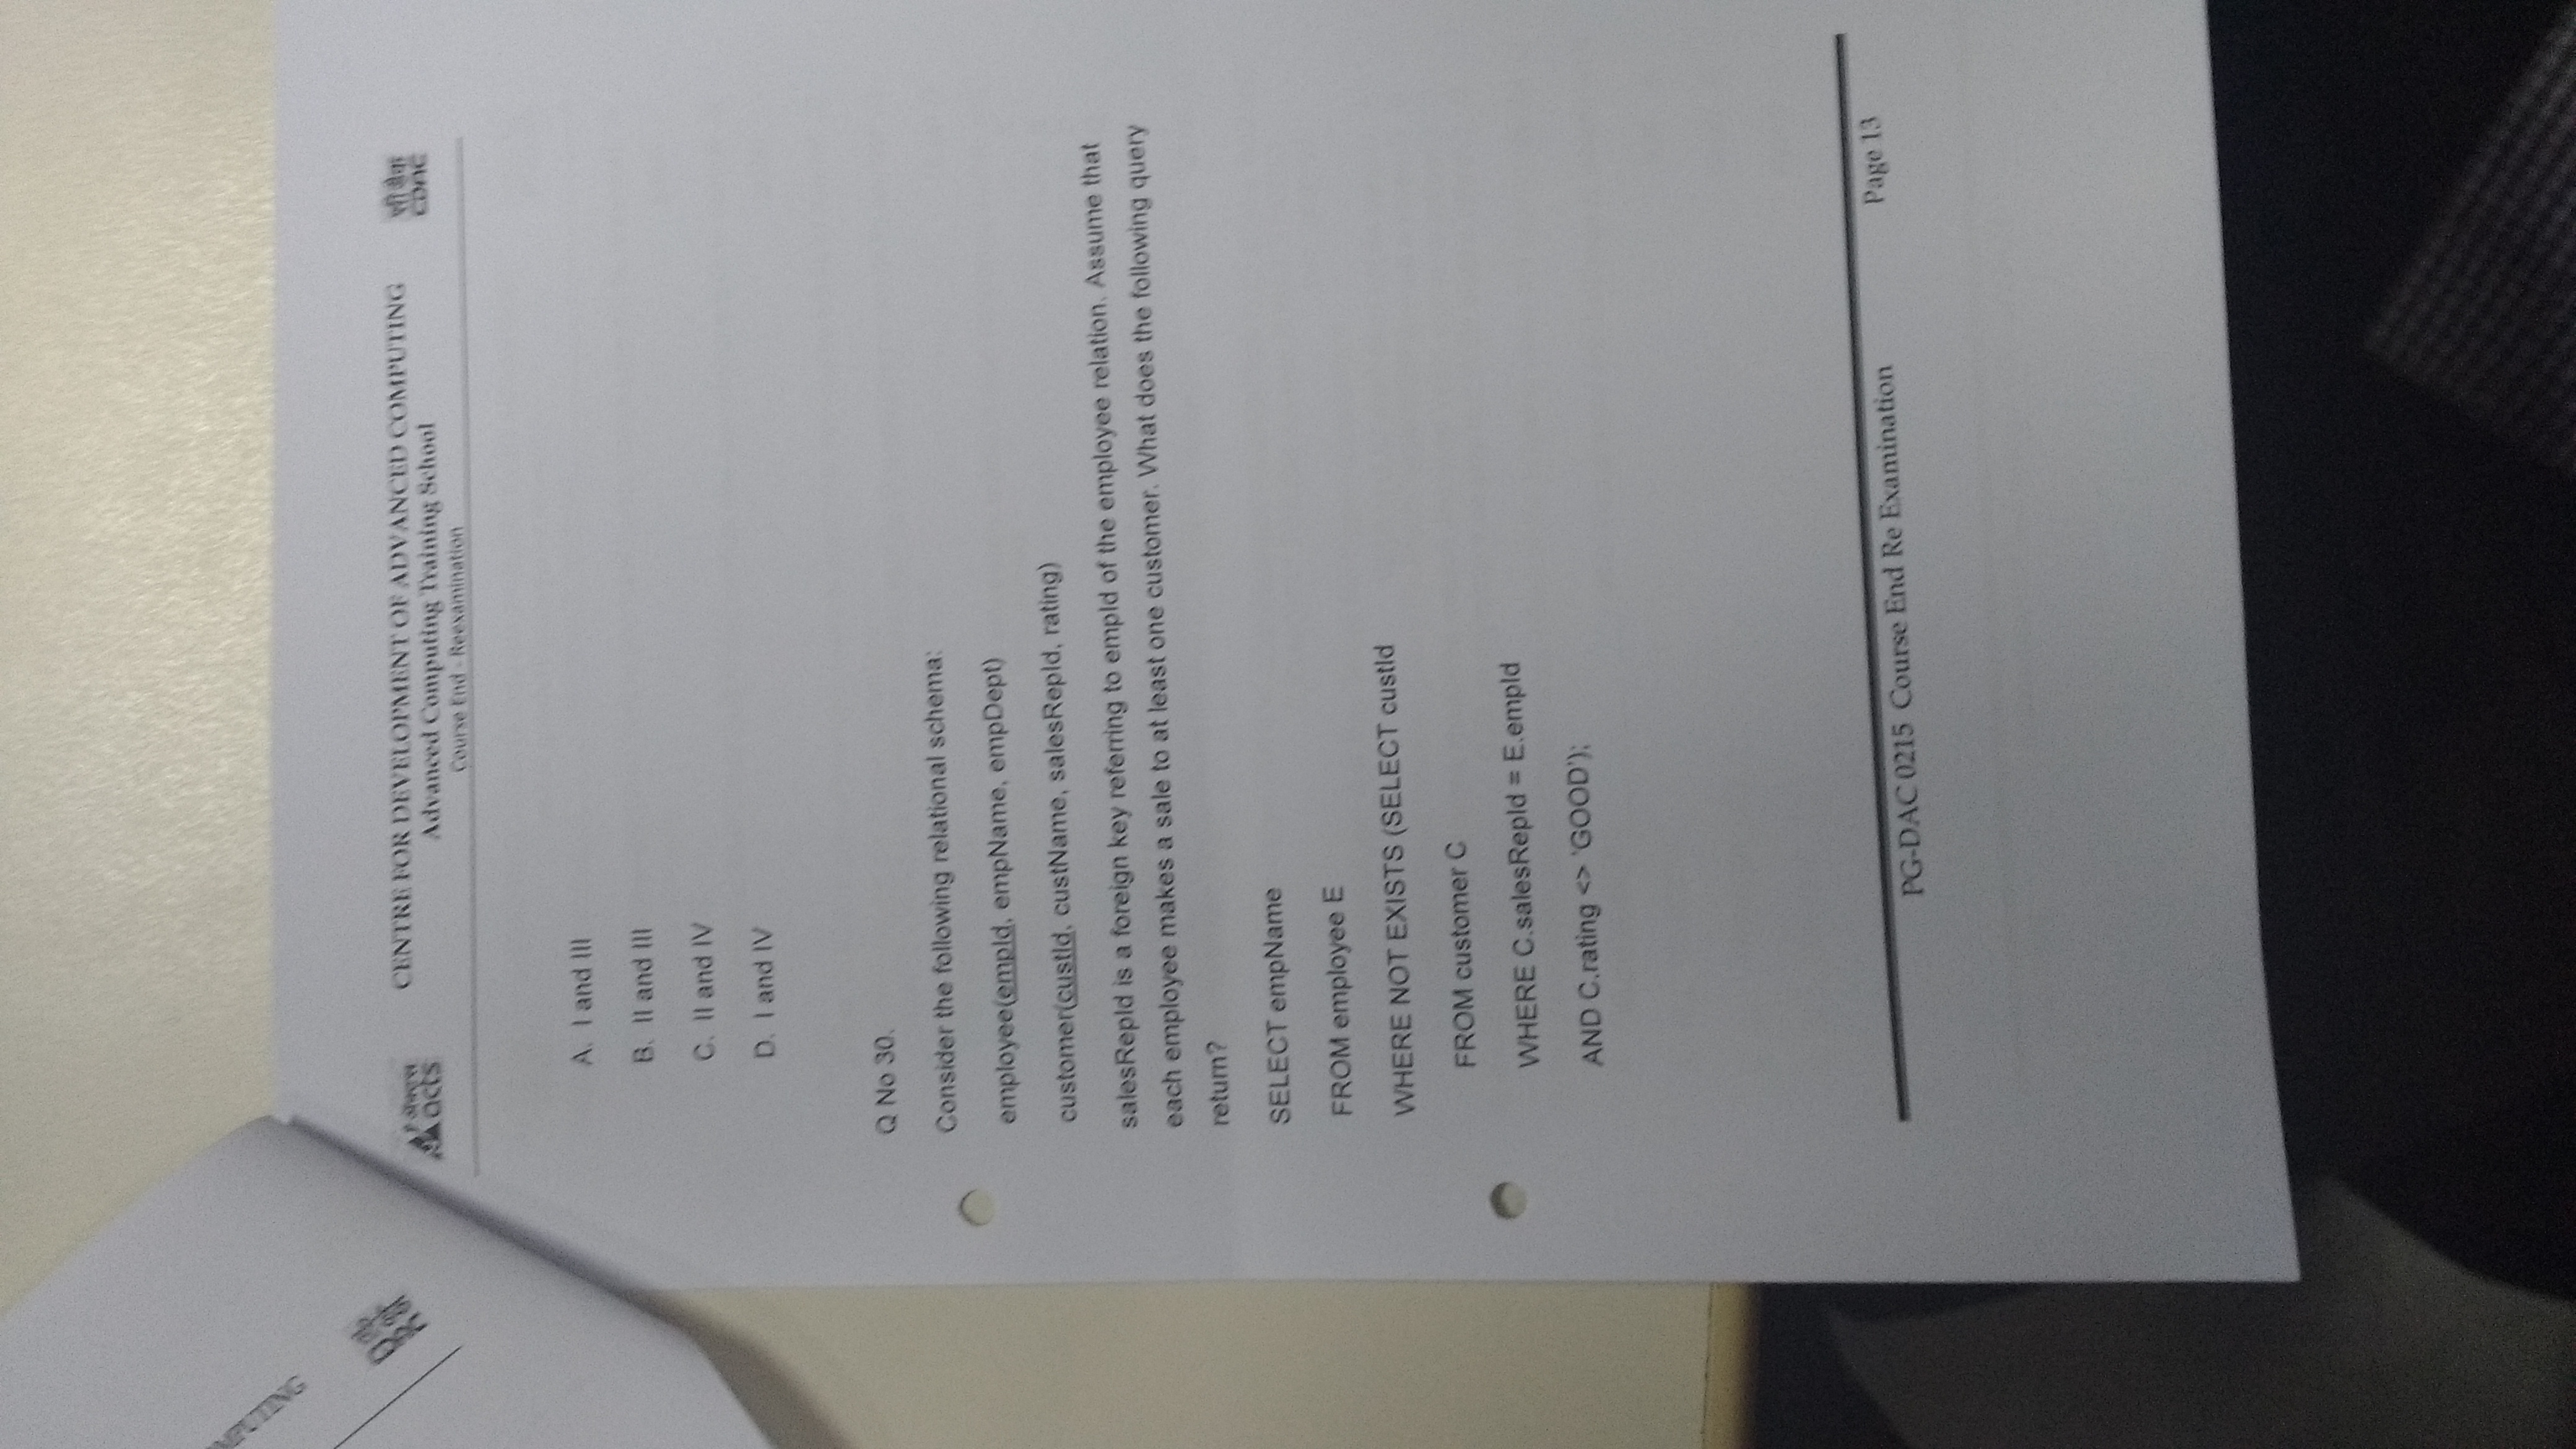 CENTRE FOR DEVELOPMENT OF ADVANCED COMPUTING
Advanced Computing Training School
Course End - Reexamination
acts
सी डैक
CDAC
A. I and III
B. II and III
C. II and IV
D. I and IV
Q No 30.
Consider the following relational schema:
employee(empId, empName, empDept)
customer(custId, custName, salesRepId, rating)
salesRepId is a foreign key referring to empId of the employee relation. Assume that
each employee makes a sale to at least one customer. What does the following query
return?
SELECT empName
FROM employee E
WHERE NOT EXISTS (SELECT custId
FROM customer C
WHERE C.salesRepId = E.empId
AND C.rating <> 'GOOD');
PG-DAC 0215 Course End Re Examination
Page 13